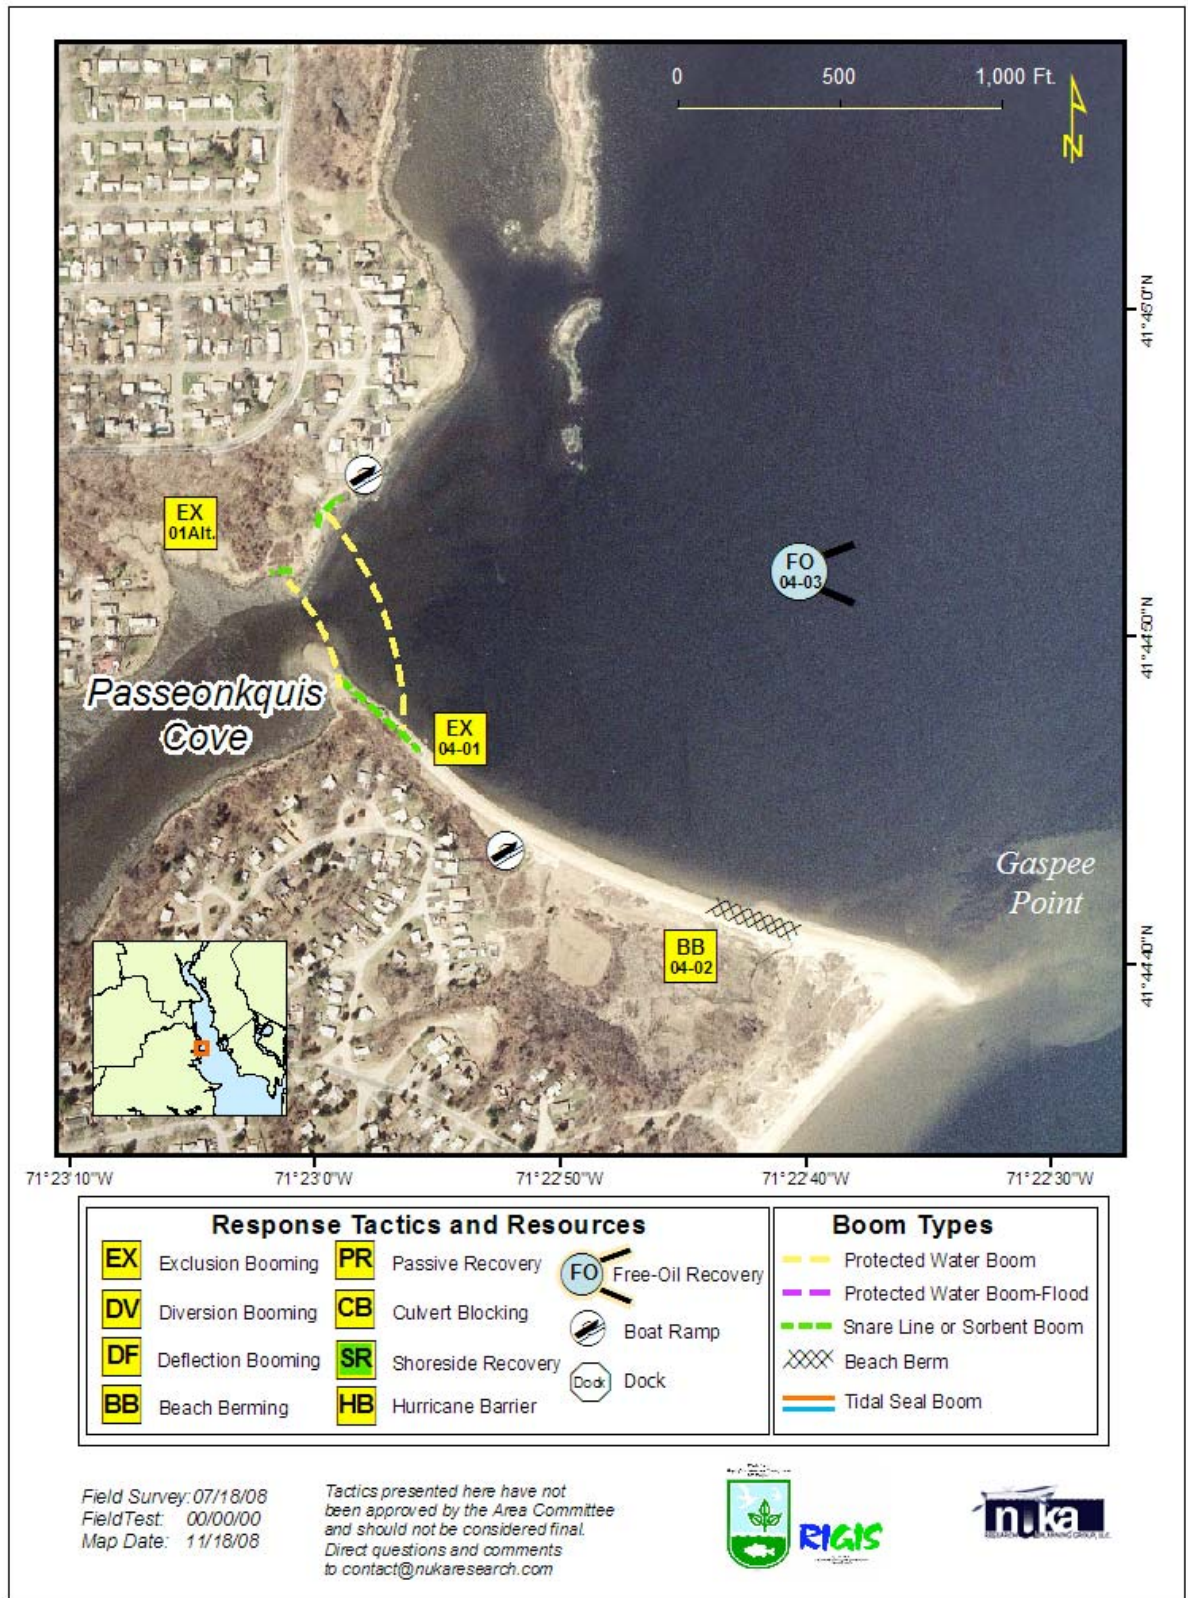 0 500 1,000 Ft.
N
41°45'0"N
EX
01Alt.
FO
04-03
41°44'50"N
Passeonkquis
Cove
EX
04-01
Gaspee
Point
BB
04-02
41°44'40"N
71°23'10"W 71°23'0"W 71°22'50"W 71°22'40"W 71°22'30"W
Response Tactics and Resources
EX Exclusion Booming
DV Diversion Booming
DF Deflection Booming
BB Beach Berming
PR Passive Recovery
CB Culvert Blocking
SR Shoreside Recovery
HB Hurricane Barrier
FO Free-Oil Recovery
Boat Ramp
Dock Dock
Boom Types
Protected Water Boom
Protected Water Boom-Flood
Snare Line or Sorbent Boom
Beach Berm
Tidal Seal Boom
Field Survey: 07/18/08
FieldTest: 00/00/00
Map Date: 11/18/08
Tactics presented here have not
been approved by the Area Committee
and should not be considered final.
Direct questions and comments
to contact@nukaresearch.com
RIGIS
nuka